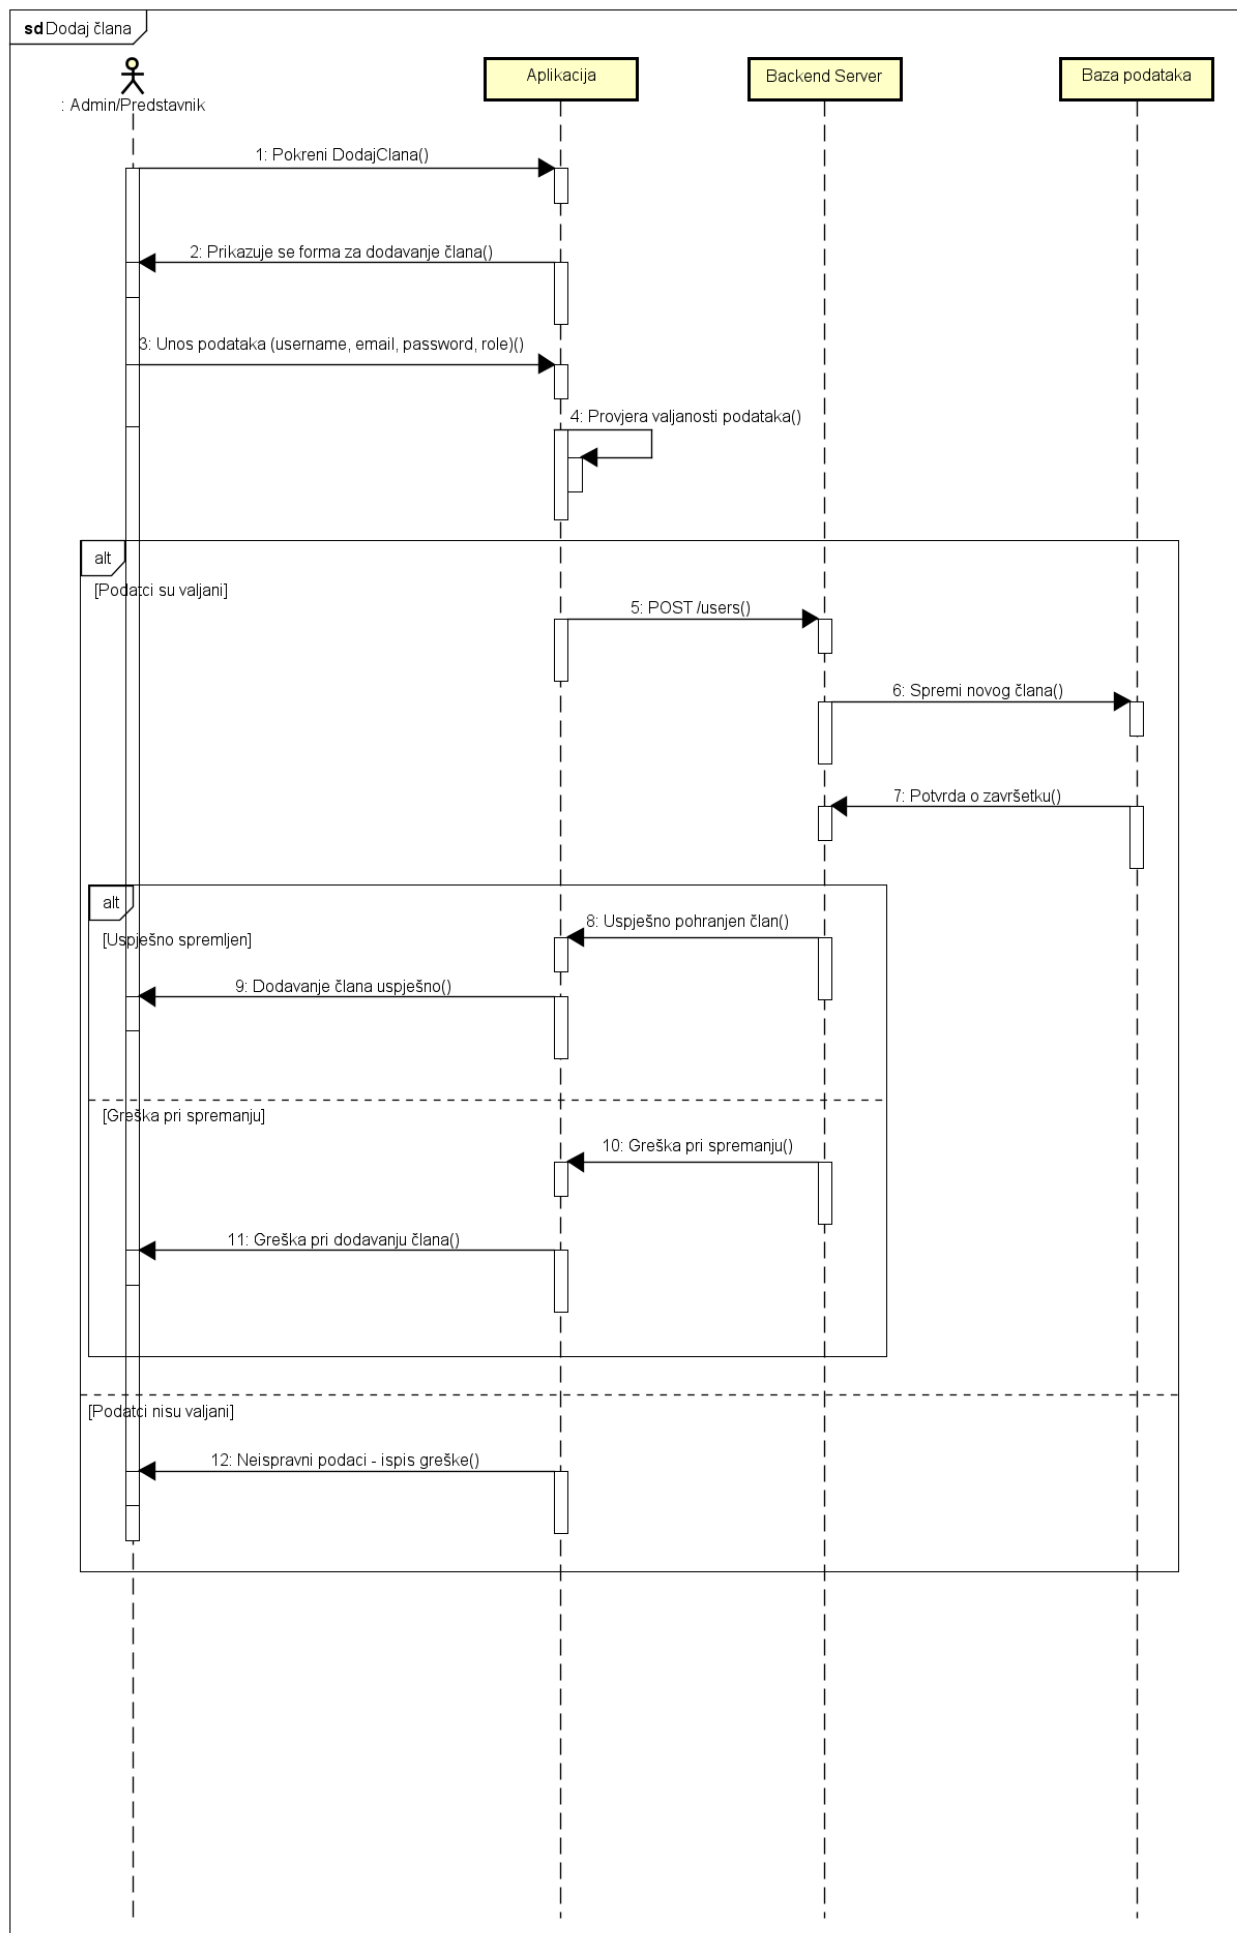 sd Dodaj člana
: Admin/Predstavnik
Aplikacija
Backend Server
Baza podataka
1: Pokreni DodajClana()
2: Prikazuje se forma za dodavanje člana()
3: Unos podataka (username, email, password, role)()
4: Provjera valjanosti podataka()
alt
[Podatci su valjani]
5: POST /users()
6: Spremi novog člana()
7: Potvrda o završetku()
alt
8: Uspješno pohranjen član()
[Uspješno spremljen]
9: Dodavanje člana uspješno()
[Greška pri spremanju]
10: Greška pri spremanju()
11: Greška pri dodavanju člana()
[Podatci nisu valjani]
12: Neispravni podaci - ispis greške()